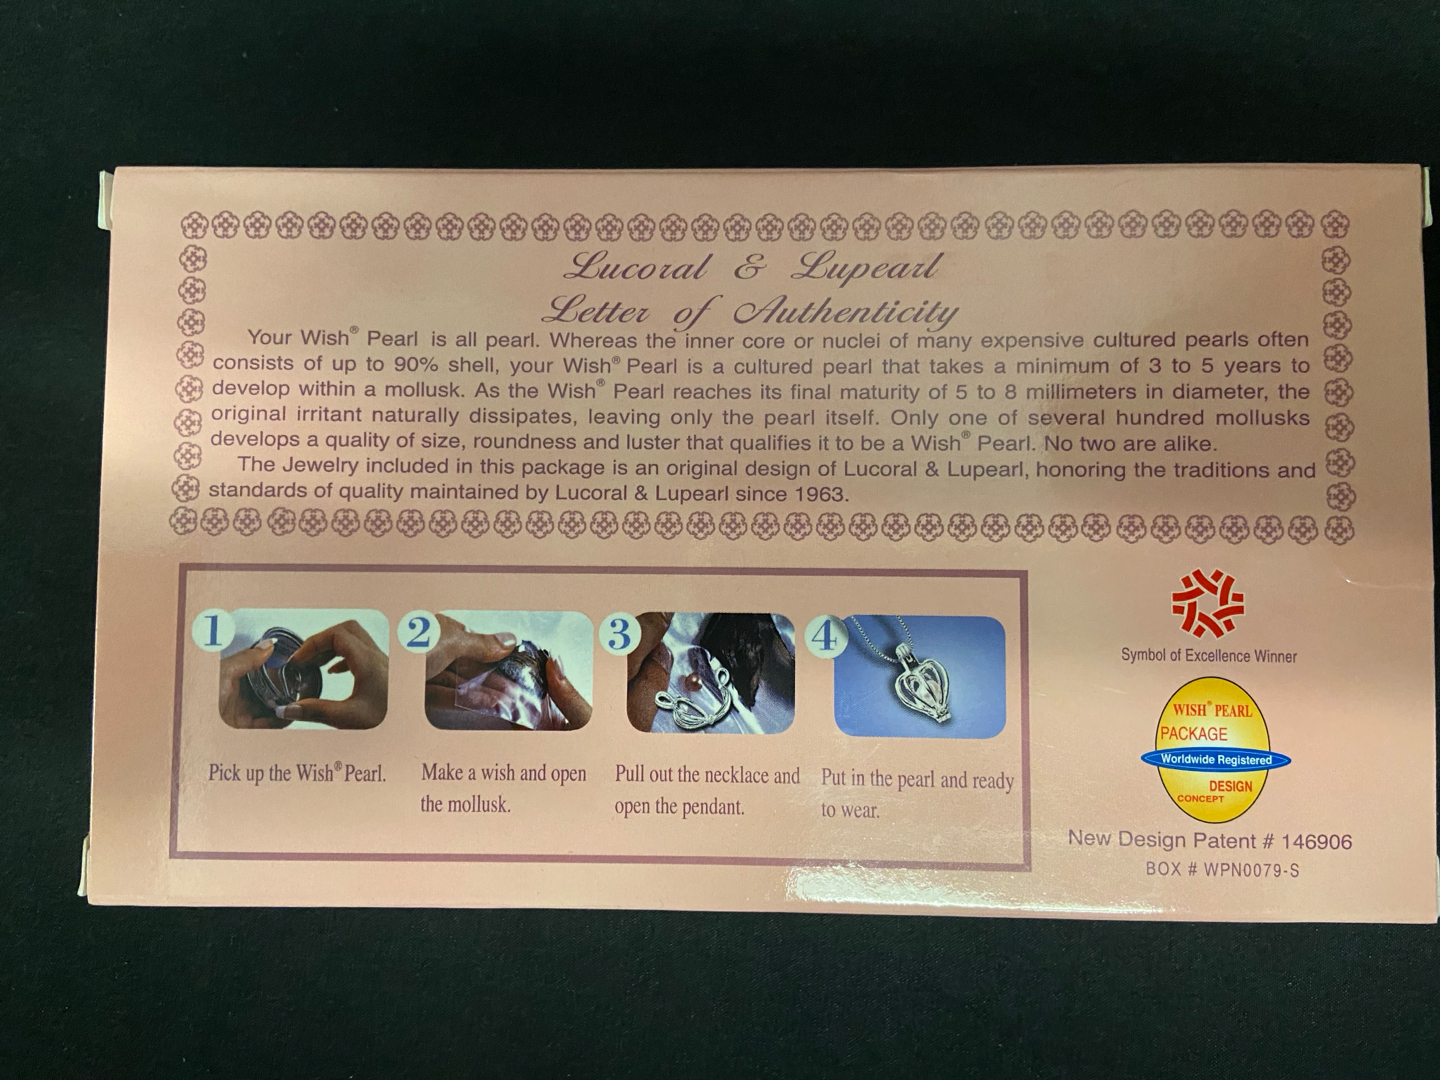 Lucoral & Lupearl
Letter of Authenticity
Your Wish® Pearl is all pearl. Whereas the inner core or nuclei of many expensive cultured pearls often
consists of up to 90% shell, your Wish® Pearl is a cultured pearl that takes a minimum of 3 to 5 years to
develop within a mollusk. As the Wish® Pearl reaches its final maturity of 5 to 8 millimeters in diameter, the
original irritant naturally dissipates, leaving only the pearl itself. Only one of several hundred mollusks
develops a quality of size, roundness and luster that qualifies it to be a Wish® Pearl. No two are alike.
The Jewelry included in this package is an original design of Lucoral & Lupearl, honoring the traditions and
standards of quality maintained by Lucoral & Lupearl since 1963.
1
Pick up the Wish® Pearl.
2
Make a wish and open
the mollusk.
3
Pull out the necklace and
open the pendant.
4
Put in the pearl and ready
to wear.
Symbol of Excellence Winner
WISH® PEARL
PACKAGE
Worldwide Registered
DESIGN
CONCEPT
New Design Patent # 146906
BOX # WPN0079-S